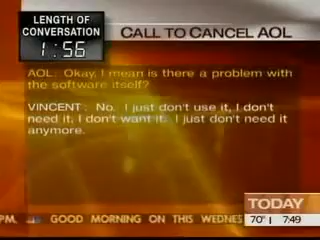 LENGTH OF
CONVERSATION
1:56
CALL TO CANCEL AOL
AOL: Okay, I mean is there a problem with
the software itself?
VINCENT: No. I just don't use it, I don't
need it, I don't want it. I just don't need it
anymore.
TODAY
70° 7:49
PM. GOOD MORNING ON THIS WEDNES